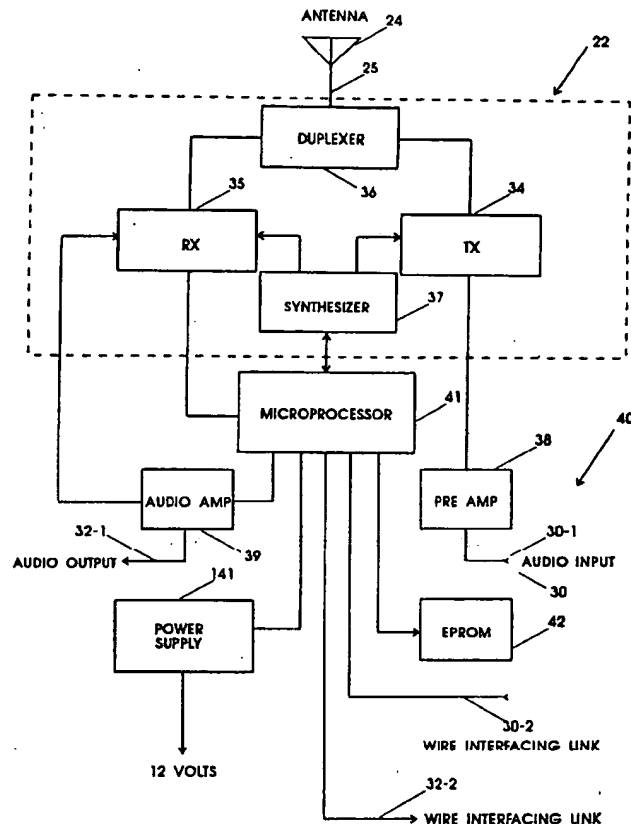 ANTENNA
24
25
22
DUPLEXER
36
35
34
RX
TX
SYNTHESIZER
37
MICROPROCESSOR
41
40
38
AUDIO AMP
PRE AMP
32-1
39
30-1
AUDIO OUTPUT
AUDIO INPUT
30
141
POWER
SUPPLY
EPROM
42
30-2
WIRE INTERFACING LINK
12 VOLTS
32-2
WIRE INTERFACING LINK